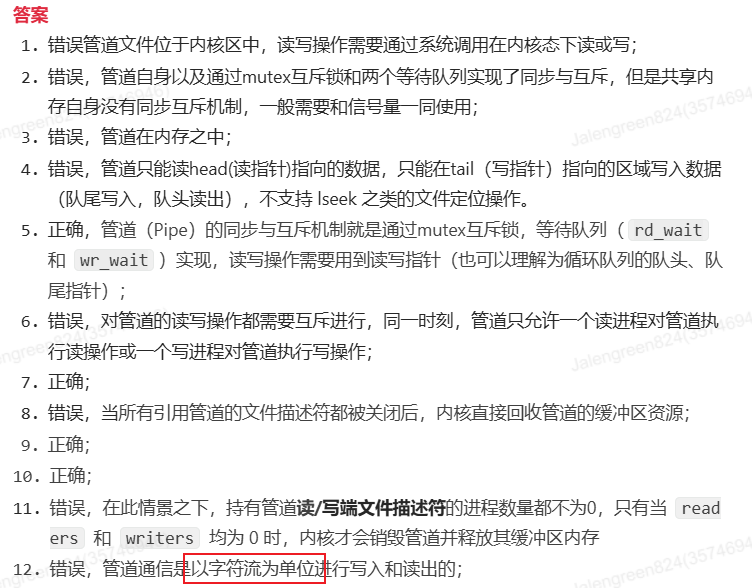 答案
1. 错误管道文件位于内核区中，读写操作需要通过系统调用在内核态下读或写；
2. 错误，管道自身以及通过mutex互斥锁和两个等待队列实现了同步与互斥，但是共享内
存自身没有同步互斥机制，一般需要和信号量一同使用；
3. 错误，管道在内存之中；
4. 错误，管道只能读head(读指针)指向的数据，只能在tail（写指针）指向的区域写入数据
（队尾写入，队头读出），不支持 lseek 之类的文件定位操作。
5. 正确，管道（Pipe）的同步与互斥机制就是通过mutex互斥锁，等待队列（ rd_wait
和 wr_wait ）实现，读写操作需要用到读写指针（也可以理解为循环队列的队头、队
尾指针）；
6. 错误，对管道的读写操作都需要互斥进行，同一时刻，管道只允许一个读进程对管道执
行读操作或一个写进程对管道执行写操作；
7. 正确；
8. 错误，当所有引用管道的文件描述符都被关闭后，内核直接回收管道的缓冲区资源；
9. 正确；
10. 正确；
11. 错误，在此情景之下，持有管道读/写端文件描述符的进程数量都不为0，只有当 read
ers 和 writers 均为 0 时，内核才会销毁管道并释放其缓冲区内存
12. 错误，管道通信是以字符流为单位进行写入和读出的；
Jalengreen824(3574694